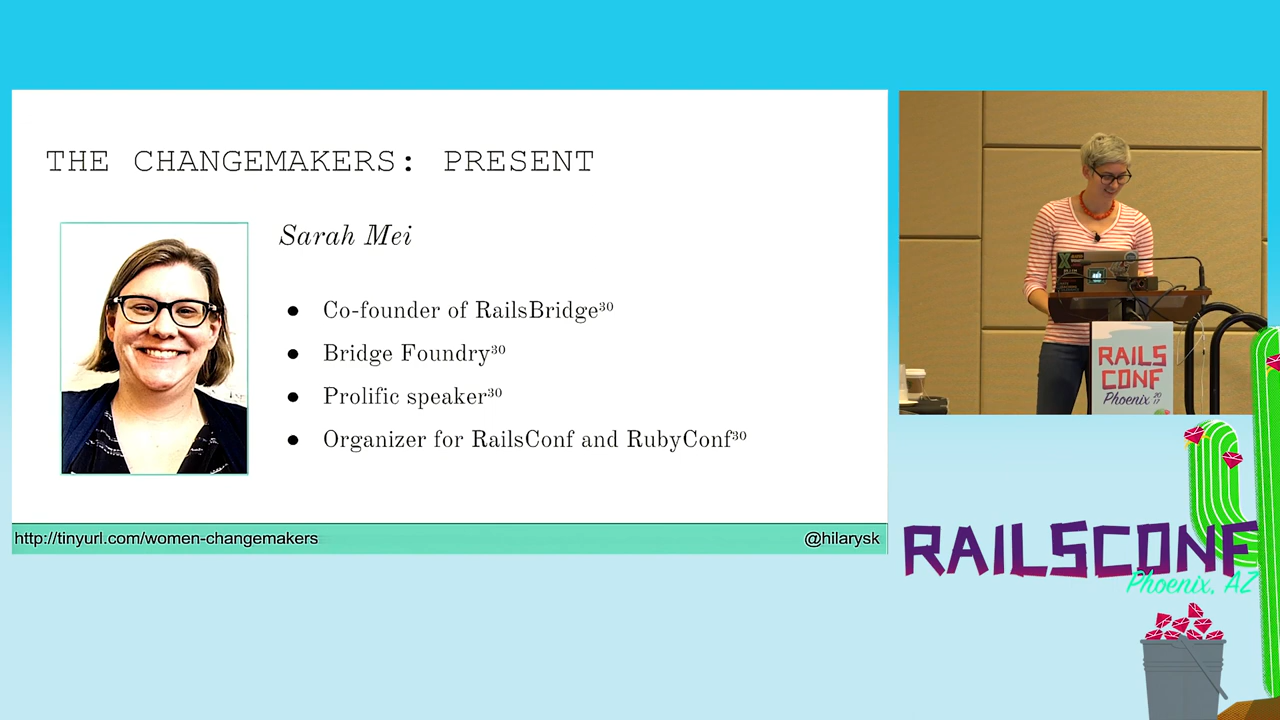 THE CHANGEMAKERS: PRESENT
Sarah Mei
● Co-founder of RailsBridge³⁰
● Bridge Foundry³⁰
● Prolific speaker³⁰
● Organizer for RailsConf and RubyConf³⁰
http://tinyurl.com/women-changemakers
@hilarysk
RAILS
CONF
Phoenix 2017
RAILSCONF
Phoenix, AZ